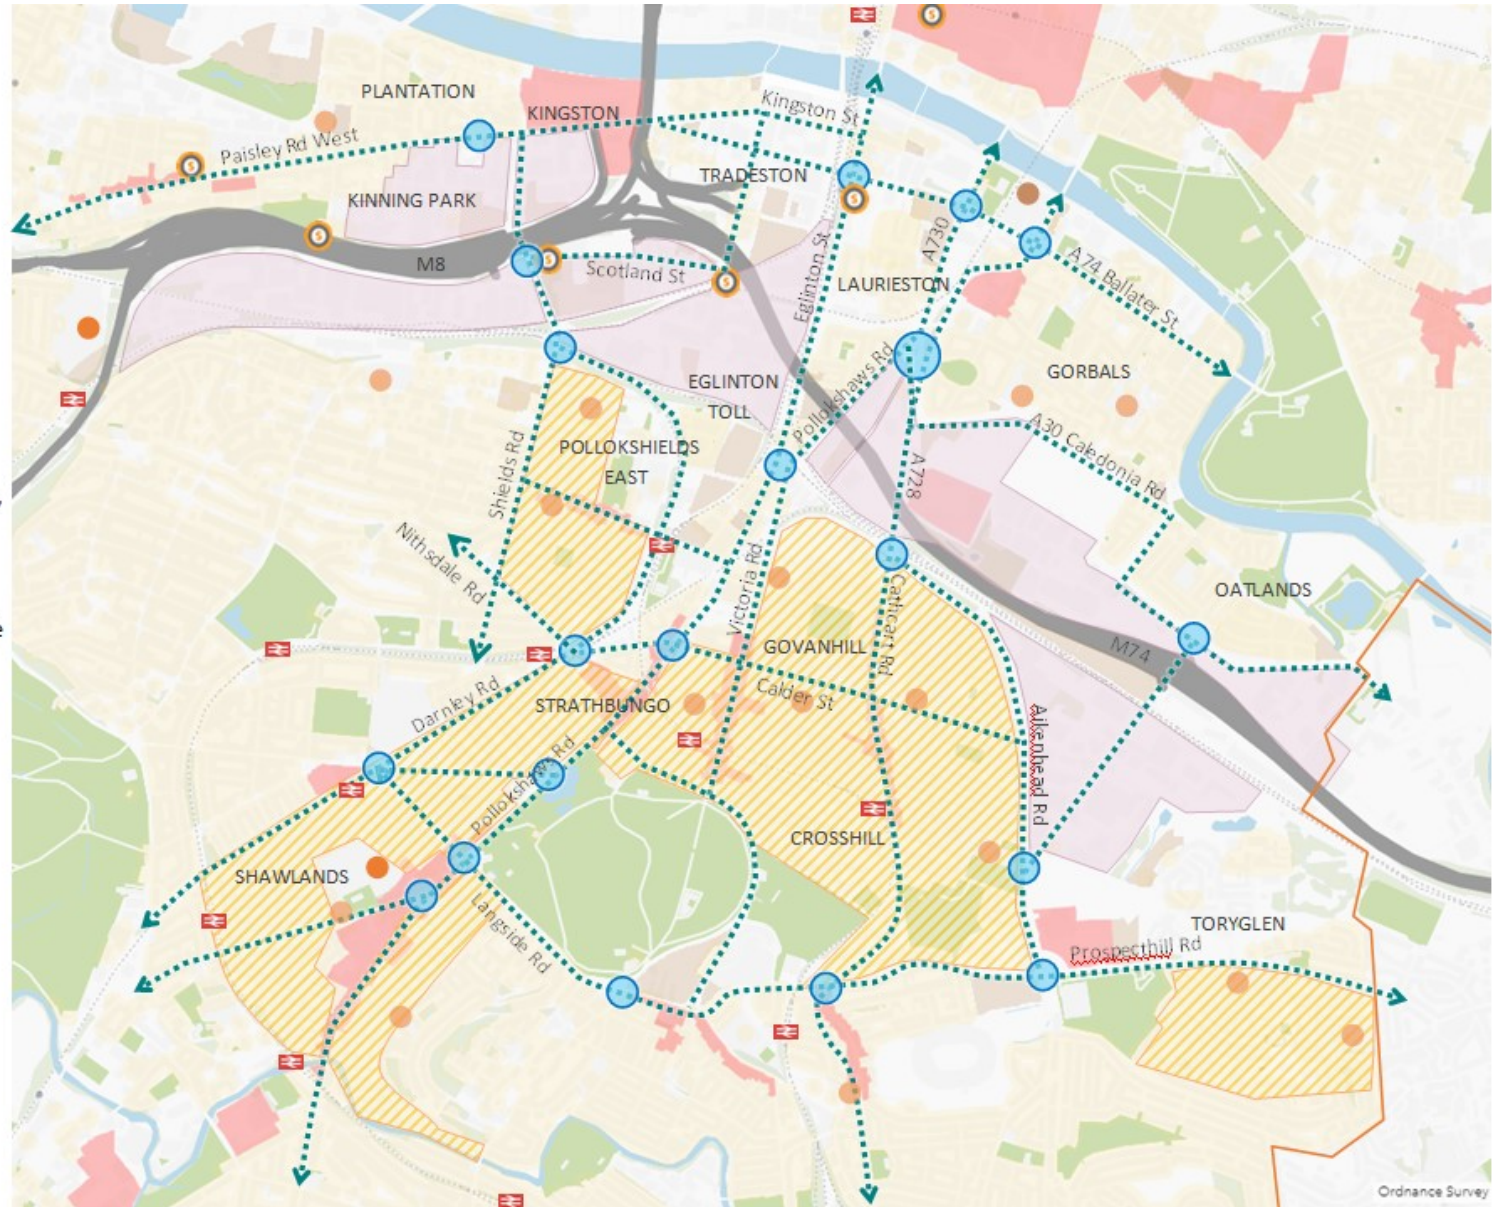 PLANTATION
KINGSTON
Kingston St
Paisley Rd West
TRADESTON
KINNING PARK
A730
M8
Scotland St
Eglinton St
LAURIESTON
A74 Ballater St
GORBALS
EGLINTON
TOLL
Pollokshaws Rd
POLLOKSHIELDS
EAST
Shields Rd
A30 Caledonia Rd
A728
Nithsdale Rd
Victoria Rd
Cathcart Rd
OATLANDS
GOVANHILL
M74
Calder St
Darnley Rd
STRATHBUNGO
Aikenhead Rd
Pollokshaws Rd
CROSSHILL
SHAWLANDS
Langside Rd
TORYGLEN
Prospecthill Rd
Ordnance Survey